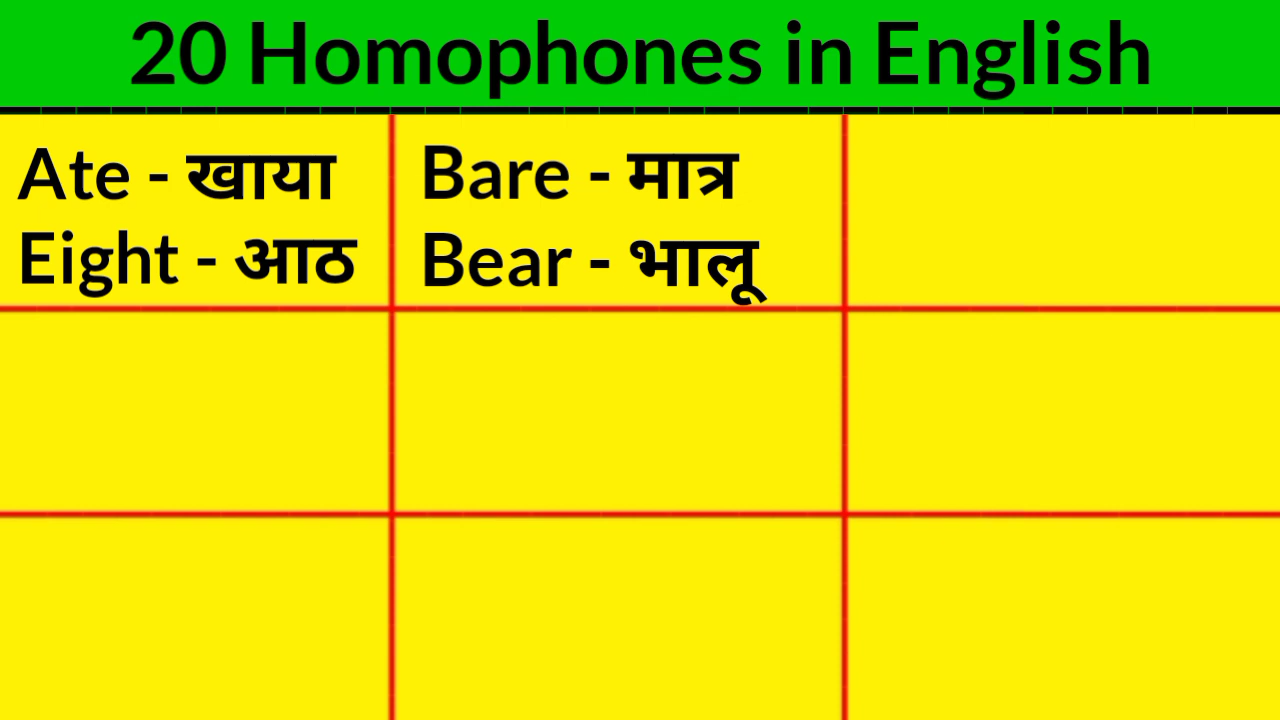 20 Homophones in English
Ate - खाया
Eight - आठ
Bare - मात्र
Bear - भालू